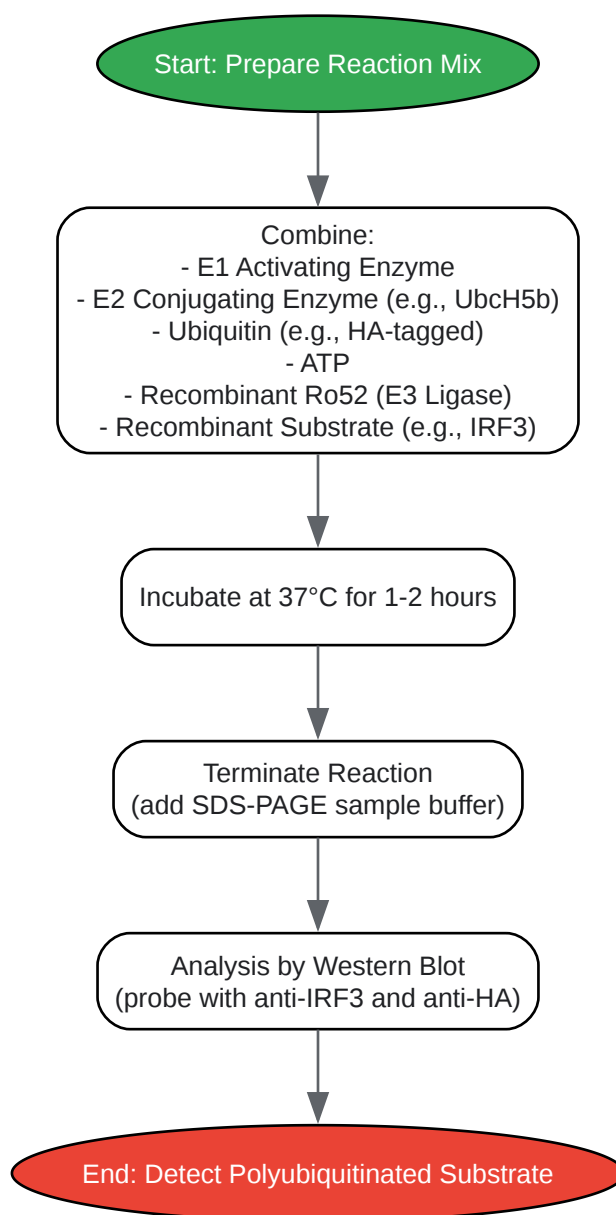 Start: Prepare Reaction Mix
Combine:
- E1 Activating Enzyme
- E2 Conjugating Enzyme (e.g., UbcH5b)
- Ubiquitin (e.g., HA-tagged)
- ATP
- Recombinant Ro52 (E3 Ligase)
- Recombinant Substrate (e.g., IRF3)
Incubate at 37°C for 1-2 hours
Terminate Reaction
(add SDS-PAGE sample buffer)
Analysis by Western Blot
(probe with anti-IRF3 and anti-HA)
End: Detect Polyubiquitinated Substrate